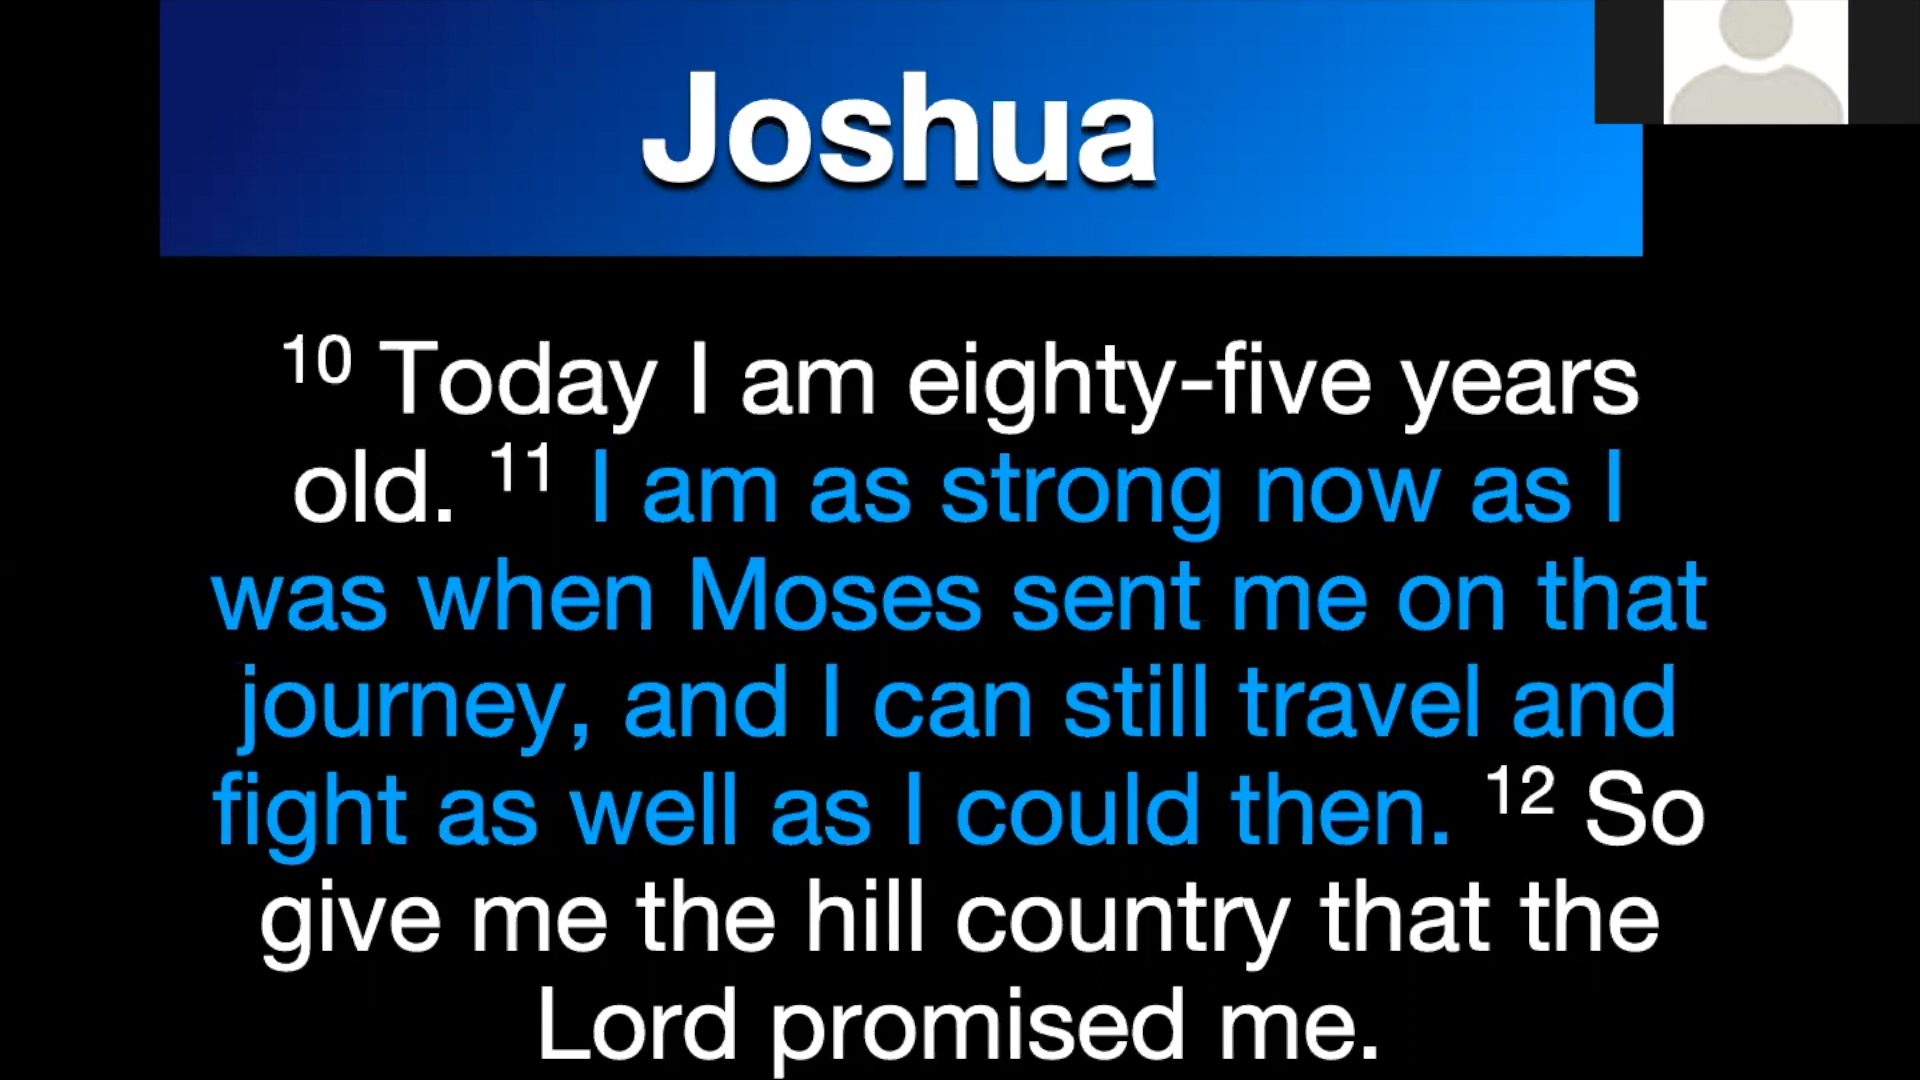 Joshua
10 Today I am eighty-five years
old. 11 I am as strong now as I
was when Moses sent me on that
journey, and I can still travel and
fight as well as I could then. 12 So
give me the hill country that the
Lord promised me.